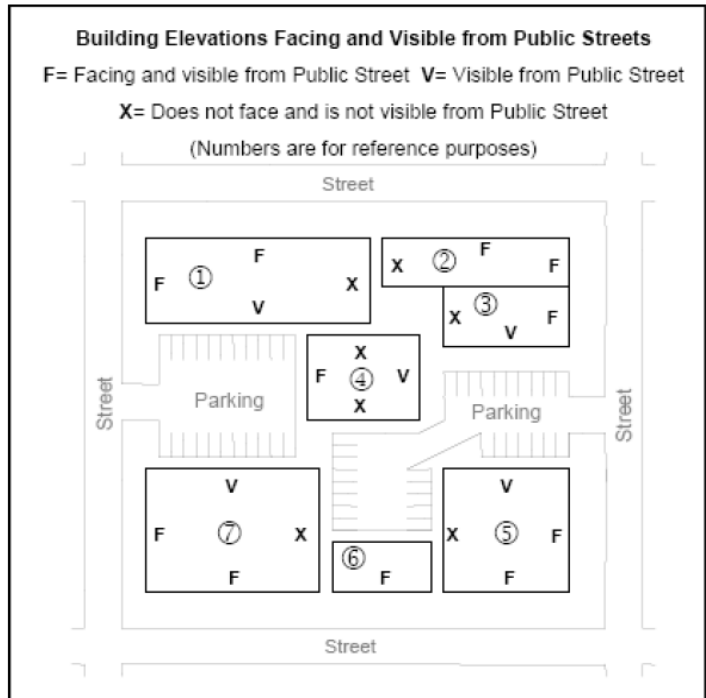 Building Elevations Facing and Visible from Public Streets
F= Facing and visible from Public Street V= Visible from Public Street
X= Does not face and is not visible from Public Street
(Numbers are for reference purposes)
Street
F
F ① X
V
F
X ② F
X ③ F
V
X
F ④ V
X
Street
Parking
Parking
Street
V
F ⑦ X
F
⑥
F
V
X ⑤ F
F
Street